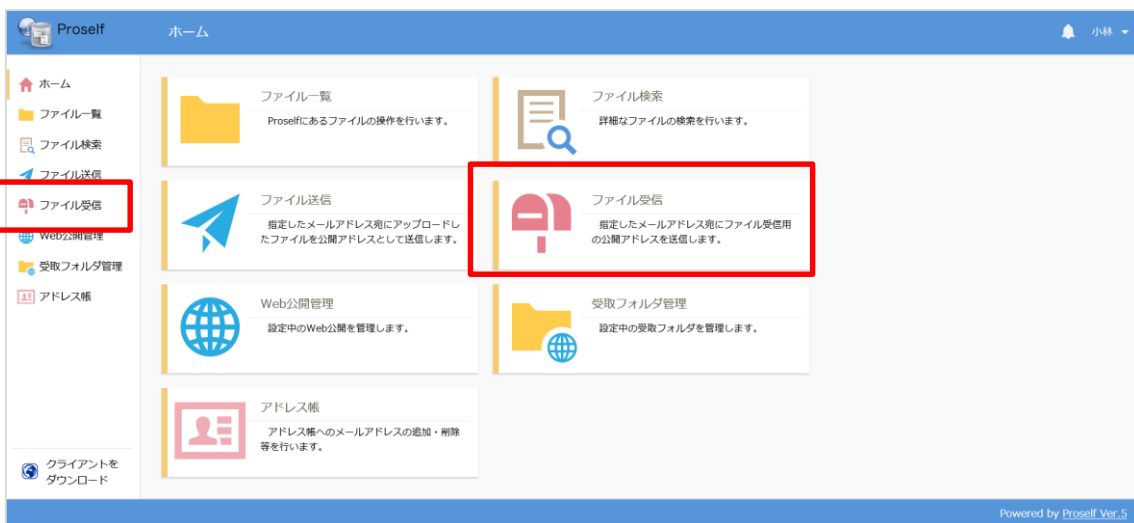 Proself
ホーム
小林
ホーム
ファイル一覧
ファイル検索
ファイル送信
ファイル受信
Web公開管理
受取フォルダ管理
アドレス帳
クライアントを
ダウンロード
ファイル一覧
Proselfにあるファイルの操作を行います。
ファイル検索
詳細なファイルの検索を行います。
ファイル送信
指定したメールアドレス宛にアップロードし
たファイルを公開アドレスとして送信します。
ファイル受信
指定したメールアドレス宛にファイル受信用
の公開アドレスを送信します。
Web公開管理
設定中のWeb公開を管理します。
受取フォルダ管理
設定中の受取フォルダを管理します。
アドレス帳
アドレス帳へのメールアドレスの追加・削除
等を行います。
Powered by Proself Ver.5